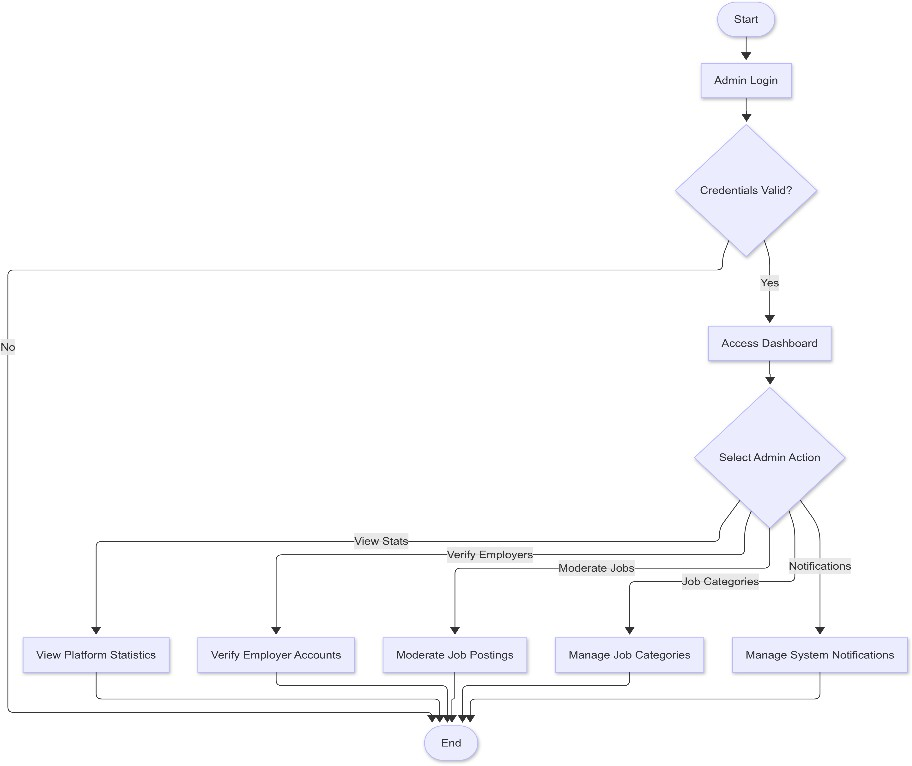 Start
Admin Login
Credentials Valid?
Yes
No
Access Dashboard
Select Admin Action
View Stats
Verify Employers
Moderate Jobs
Notifications
Job Categories
View Platform Statistics
Verify Employer Accounts
Moderate Job Postings
Manage Job Categories
Manage System Notifications
End